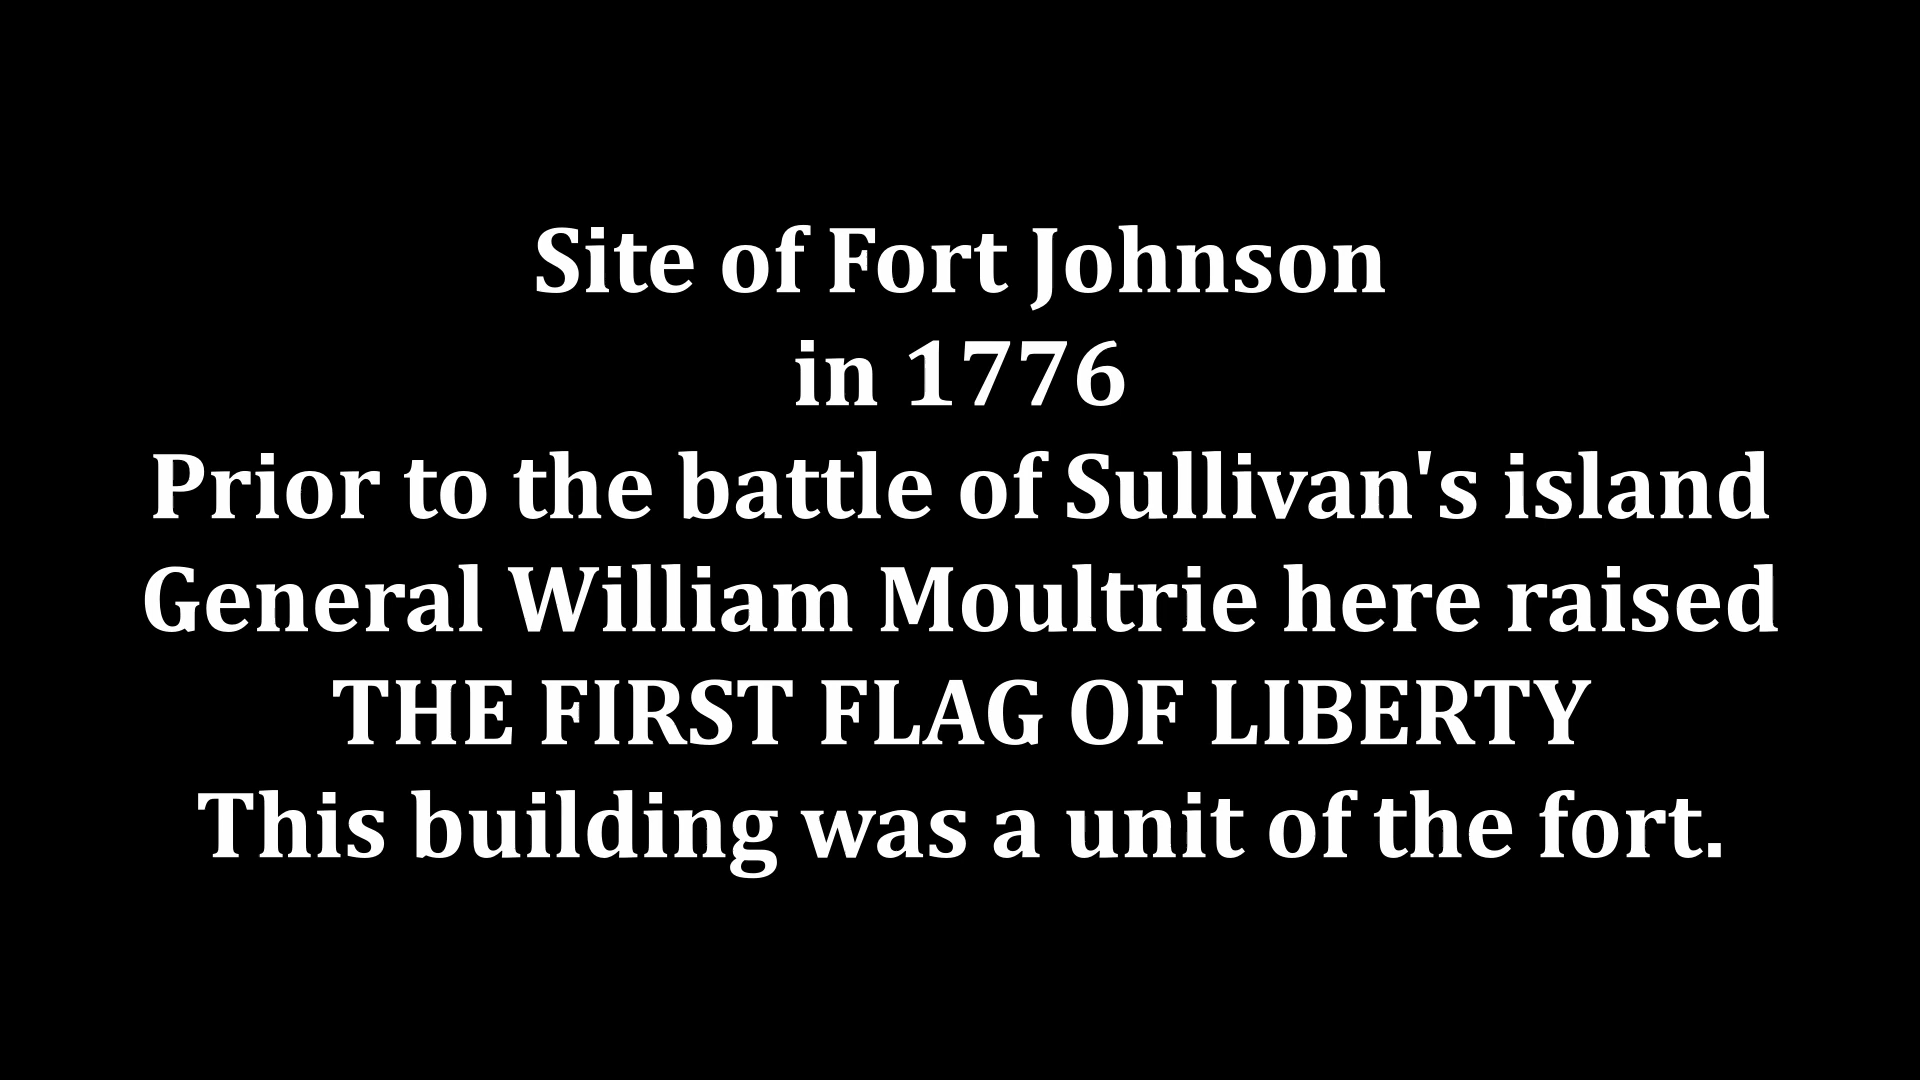 Site of Fort Johnson
in 1776
Prior to the battle of Sullivan's island
General William Moultrie here raised
THE FIRST FLAG OF LIBERTY
This building was a unit of the fort.